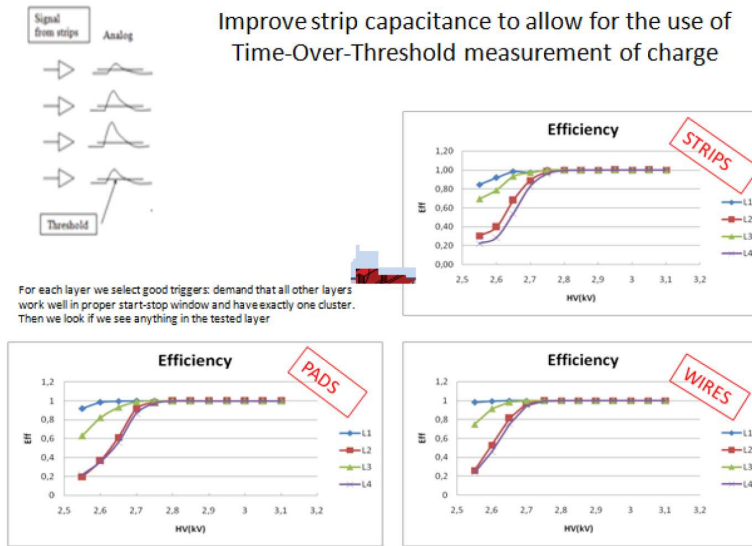 Improve strip capacitance to allow for the use of
Time-Over-Threshold measurement of charge
Signal
from strips
Analog
Threshold
For each layer we select good triggers: demand that all other layers
work well in proper start-stop window and have exactly one cluster.
Then we look if we see anything in the tested layer
Efficiency
STRIPS
Eff
1,20
1,00
0,80
0,60
0,40
0,20
0,00
2,5 2,6 2,7 2,8 2,9 3 3,1 3,2
HV(kV)
L1
L2
L3
L4
Efficiency
PADS
Eff
1,2
1
0,8
0,6
0,4
0,2
0
2,5 2,6 2,7 2,8 2,9 3 3,1 3,2
HV(kV)
L1
L2
L3
L4
Efficiency
WIRES
Eff
1,2
1
0,8
0,6
0,4
0,2
0
2,5 2,6 2,7 2,8 2,9 3 3,1 3,2
HV(kV)
L1
L2
L3
L4